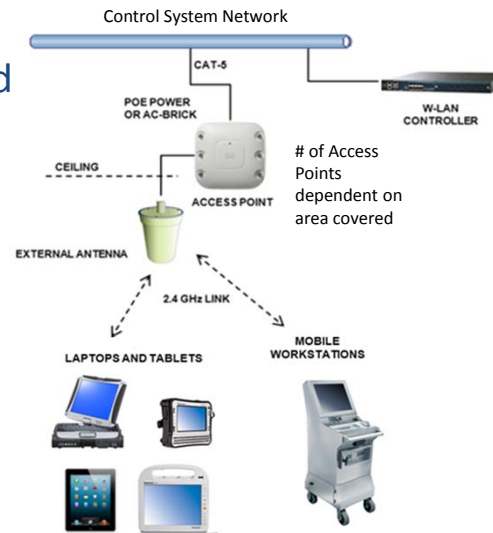 Control System Network
CAT-5
POE POWER
OR AC-BRICK
W-LAN
CONTROLLER
# of Access
Points
dependent on
area covered
CEILING
ACCESS POINT
EXTERNAL ANTENNA
2.4 GHz LINK
LAPTOPS AND TABLETS
MOBILE
WORKSTATIONS